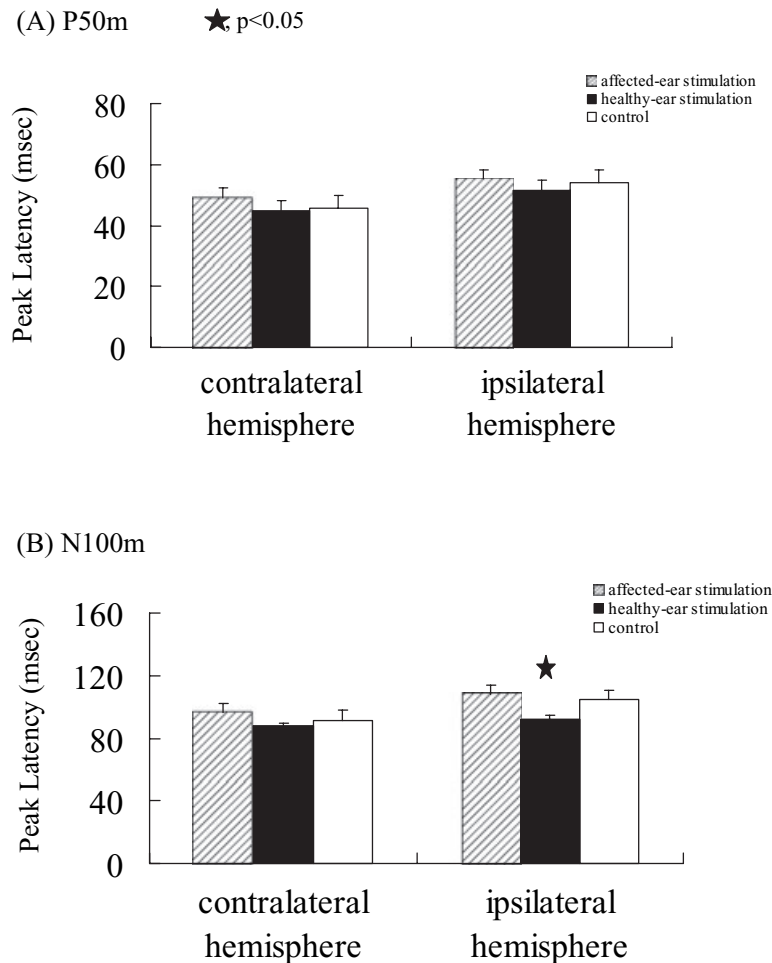 (A) P50m ★, p<0.05
affected-ear stimulation
healthy-ear stimulation
control
Peak Latency (msec)
80
60
40
20
0
contralateral
hemisphere
ipsilateral
hemisphere
(B) N100m
affected-ear stimulation
healthy-ear stimulation
control
Peak Latency (msec)
160
120
80
40
0
★
contralateral
hemisphere
ipsilateral
hemisphere